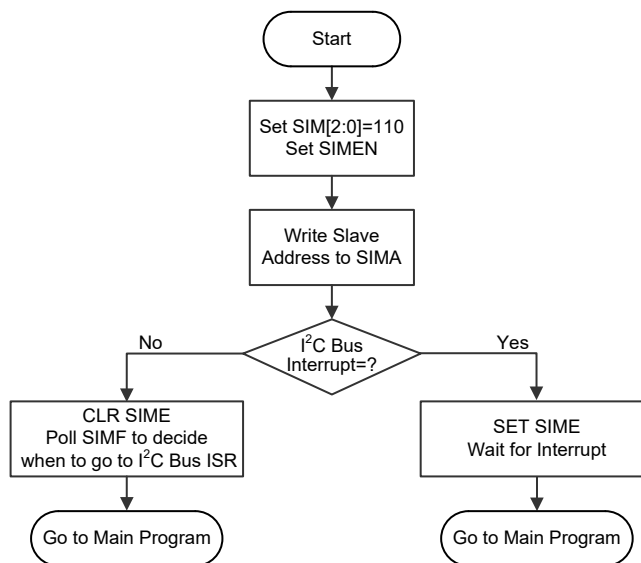 Start
Set SIM[2:0]=110
Set SIMEN
Write Slave
Address to SIMA
I²C Bus
Interrupt=?
No
Yes
CLR SIME
Poll SIMF to decide
when to go to I²C Bus ISR
SET SIME
Wait for Interrupt
Go to Main Program
Go to Main Program